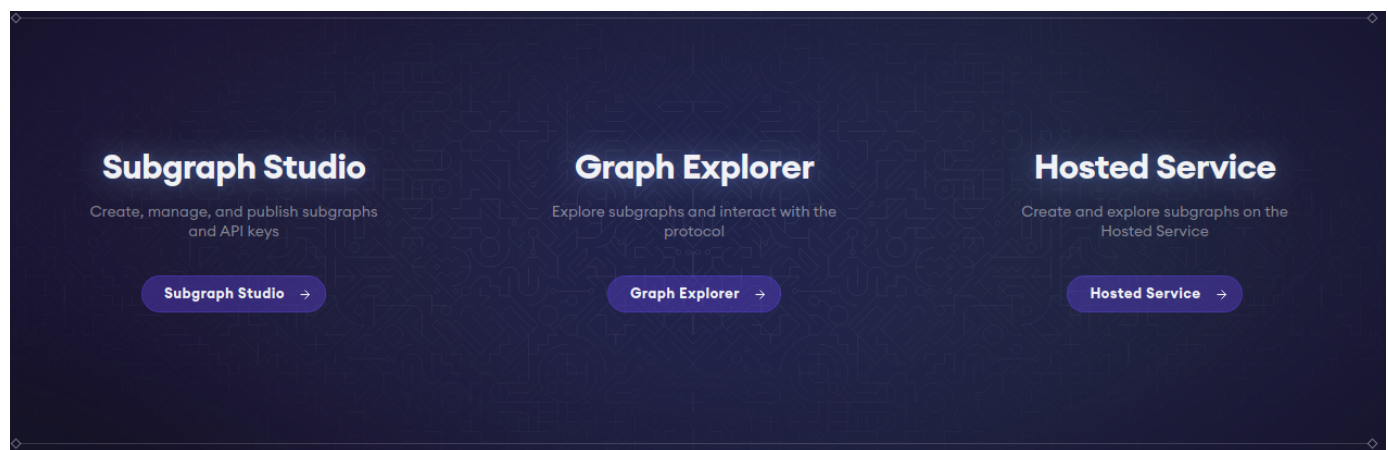 Subgraph Studio
Create, manage, and publish subgraphs
and API keys
Subgraph Studio →
Graph Explorer
Explore subgraphs and interact with the
protocol
Graph Explorer →
Hosted Service
Create and explore subgraphs on the
Hosted Service
Hosted Service →